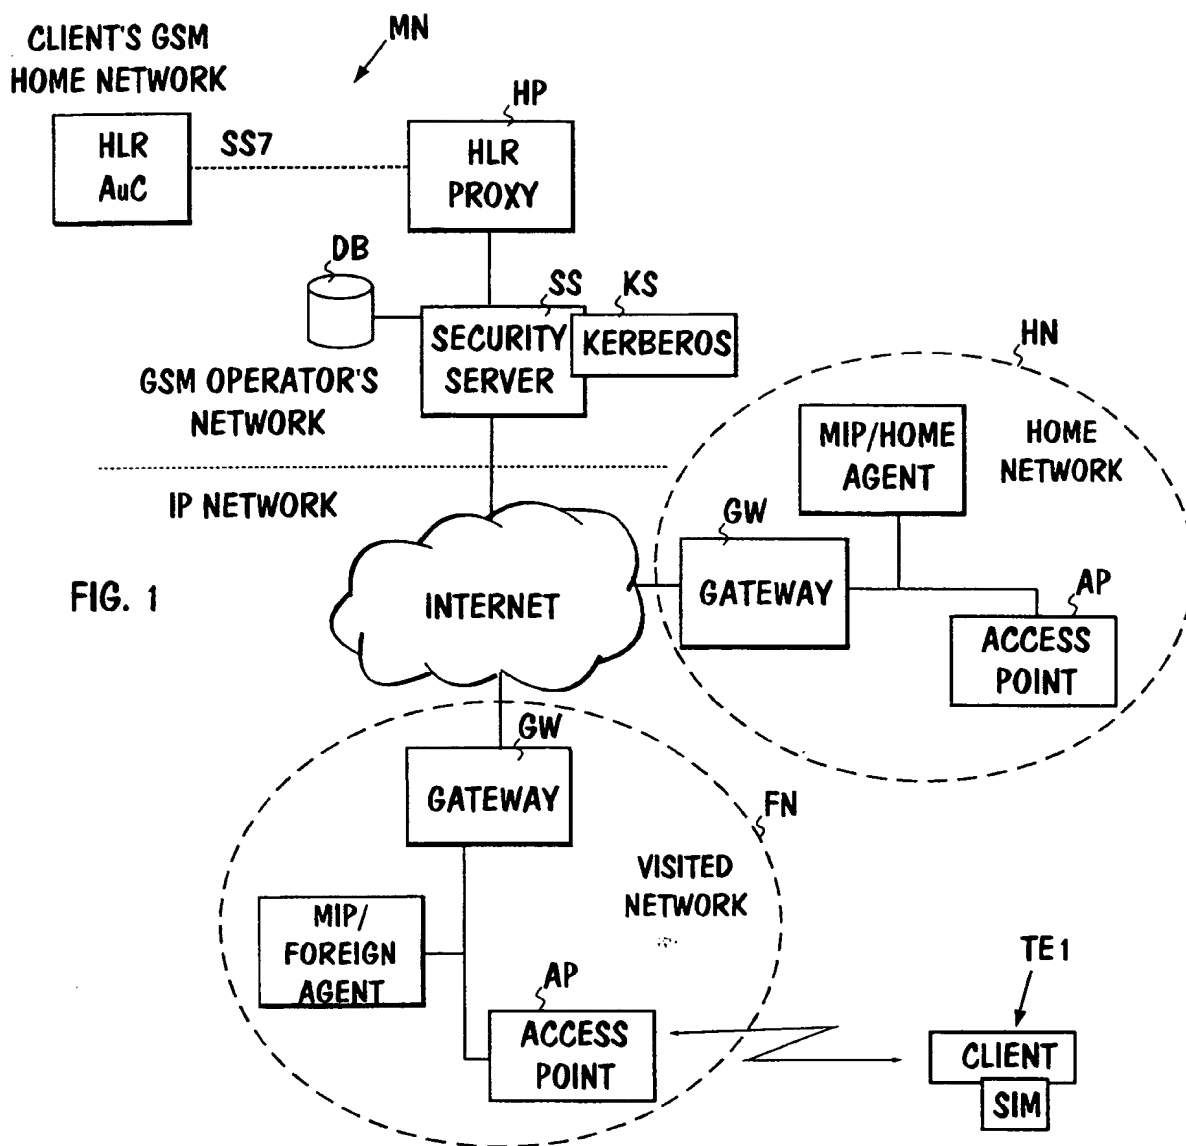 CLIENT'S GSM
HOME NETWORK
MN
HLR
AuC
SS7
HP
HLR
PROXY
DB
SS
KS
SECURITY
SERVER
KERBEROS
GSM OPERATOR'S
NETWORK
HN
MIP/HOME
AGENT
HOME
NETWORK
IP NETWORK
GW
GATEWAY
AP
ACCESS
POINT
FIG. 1
INTERNET
GW
GATEWAY
FN
VISITED
NETWORK
MIP/
FOREIGN
AGENT
AP
ACCESS
POINT
TE1
CLIENT
SIM